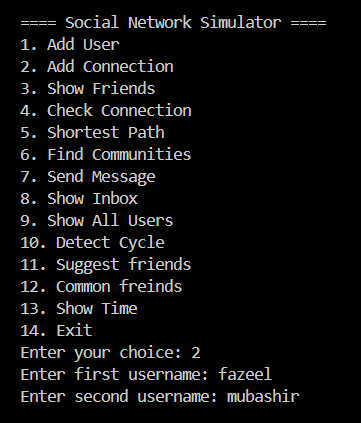 ==== Social Network Simulator ====
1. Add User
2. Add Connection
3. Show Friends
4. Check Connection
5. Shortest Path
6. Find Communities
7. Send Message
8. Show Inbox
9. Show All Users
10. Detect Cycle
11. Suggest friends
12. Common freinds
13. Show Time
14. Exit
Enter your choice: 2
Enter first username: fazeel
Enter second username: mubashir